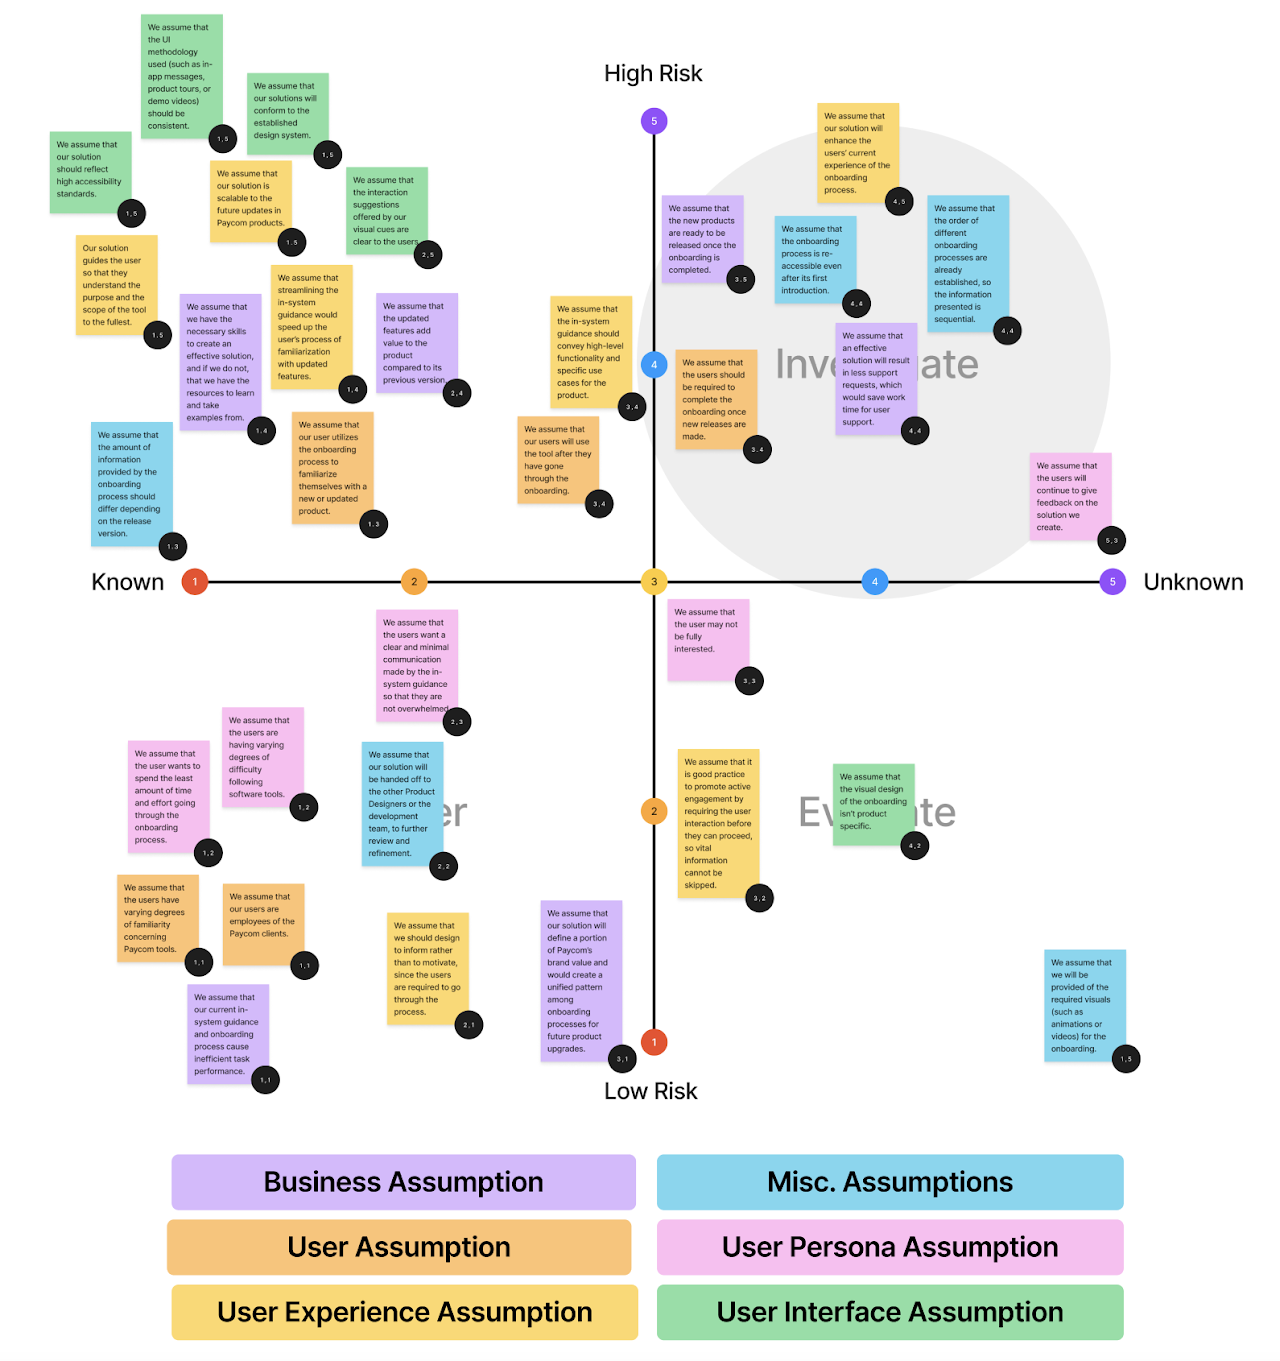 We assume that
the UI
methodology
used (such as in-
app messages,
product tours, or
demo videos)
should be
consistent.
1,5
We assume that
our solutions will
conform to the
established
design system.
1,5
We assume that
our solution
should reflect
high accessibility
standards.
1,5
We assume that
our solution is
scalable to the
future updates in
Paycom products.
1.5
We assume that
the interaction
suggestions
offered by our
visual cues are
clear to the users.
2,5
Our solution
guides the user
so that they
understand the
purpose and the
scope of the tool
to the fullest.
1.5
We assume that
we have the
necessary skills
to create an
effective solution,
and if we do not,
that we have the
resources to learn
and take
examples from.
1.4
We assume that
streamlining the
in-system
guidance would
speed up the
user's process of
familiarization
with updated
features.
1,4
We assume that
the updated
features add
value to the
product
compared to its
previous version.
2,4
We assume that
the amount of
information
provided by the
onboarding
process should
differ depending
on the release
version.
1.3
We assume that
our user utilizes
the onboarding
process to
familiarize
themselves with a
new or updated
product.
1.3
We assume that
the in-system
guidance should
convey high-level
functionality and
specific use
cases for the
product.
3,4
We assume that
our users will use
the tool after they
have gone
through the
onboarding.
3,4
High Risk
5
We assume that
our solution will
enhance the
users' current
experience of the
onboarding
process.
4,5
We assume that
the new products
are ready to be
released once the
onboarding is
completed.
3.5
We assume that
the onboarding
process is re-
accessible even
after its first
introduction.
4,4
We assume that
the order of
different
onboarding
processes are
already
established, so
the information
presented is
sequential.
4,4
4
We assume that
the users should
be required to
complete the
onboarding once
new releases are
made.
3.4
We assume that
an effective
solution will result
in less support
requests, which
would save work
time for user
support.
4,4
We assume that
the users will
continue to give
feedback on the
solution we
create.
5,3
Known
1
2
3
4
5
Unknown
We assume that
the users want a
clear and minimal
communication
made by the in-
system guidance
so that they are
not overwhelmed.
2,3
We assume that
the users are
having varying
degrees of
difficulty
following
software tools.
1,2
We assume that
the user wants to
spend the least
amount of time
and effort going
through the
onboarding
process.
1,2
We assume that
our solution will
be handed off to
the other Product
Designers or the
development
team, to further
review and
refinement.
2,2
We assume that
the users have
varying degrees
of familiarity
concerning
Paycom tools.
1,1
We assume that
our users are
employees of the
Paycom clients.
1,1
We assume that
we should design
to inform rather
than to motivate,
since the users
are required to go
through the
process.
2,1
We assume that
our current in-
system guidance
and onboarding
process cause
inefficient task
performance.
1,1
We assume that
our solution will
define a portion
of Paycom's
brand value and
would create a
unified pattern
among
onboarding
processes for
future product
upgrades.
3,1
We assume that
the user may not
be fully
interested.
3,3
2
We assume that it
is good practice
to promote active
engagement by
requiring the user
interaction before
they can proceed,
so vital
information
cannot be
skipped.
3,2
We assume that
the visual design
of the onboarding
isn't product
specific.
4,2
We assume that
we will be
provided of the
required visuals
(such as
animations or
videos) for the
onboarding.
1,5
1
Low Risk
Business Assumption
Misc. Assumptions
User Assumption
User Persona Assumption
User Experience Assumption
User Interface Assumption